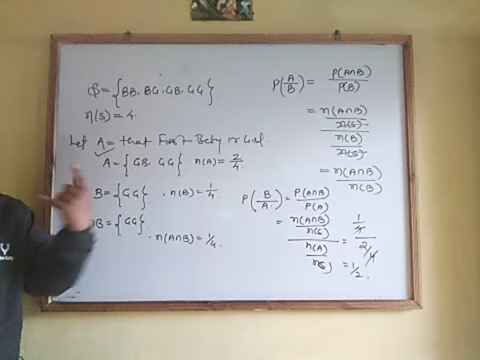 S = {BB, BG, GB, GG}
n(S) = 4
Let A = that First Baby is Girl
A = {GB, GG}, n(A) = 2/4
B = {GG}, n(B) = 1/4
B = {GG}
n(A∩B) = 1/4
P(A/B) = P(A∩B)/P(B)
= n(A∩B)/n(S) / n(B)/n(S)
= n(A∩B)/n(B)
P(B/A) = P(A∩B)/P(A)
= n(A∩B)/n(S) / n(A)/n(S) = 1/4 / 2/4
= 1/2.